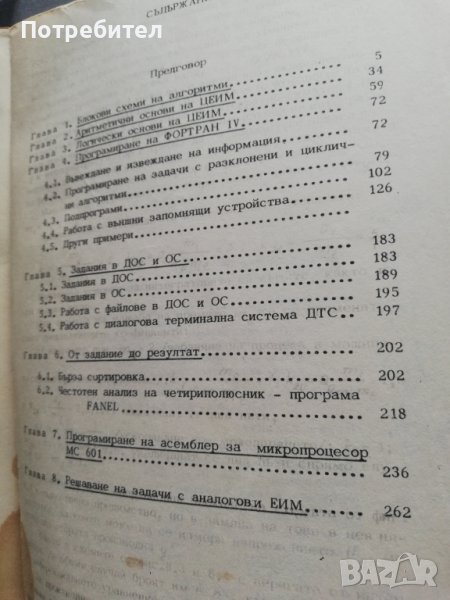 Потребител
СЪДЪРЖАНИ
Предговор
5
Глава 1. Блокови схеми на алгоритми 34
Глава 2. Аритметични основи на ЦЕИМ 59
Глава 3. Логически основи на ЦЕИМ 72
Глава 4. Програмиране на ФОРТРАН IV
4.1. Въвеждане и извеждане на информация 72
4.2. Програмиране на задачи с разклонени и циклич-
ни алгоритми 79
4.3. Подпрограми 102
4.4. Работа с външни запомнящи устройства 126
4.5. Други примери
Глава 5. Задания в ДОС и ОС 183
5.1. Задания в ДОС 183
5.2. Задания в ОС 189
5.3. Работа с файлове в ДОС и ОС 195
5.4. Работа с диалогова терминална система ДТС 197
Глава 6. От задание до резултат 202
6.1. Бърза сортировка 202
6.2. Честотен анализ на четириполюсник - програма
FANEL 218
Глава 7. Програмиране на асемблер за микропроцесор
МС 601 236
Глава 8. Решаване на задачи с аналогови ЕИМ 262
BAZAR
bg